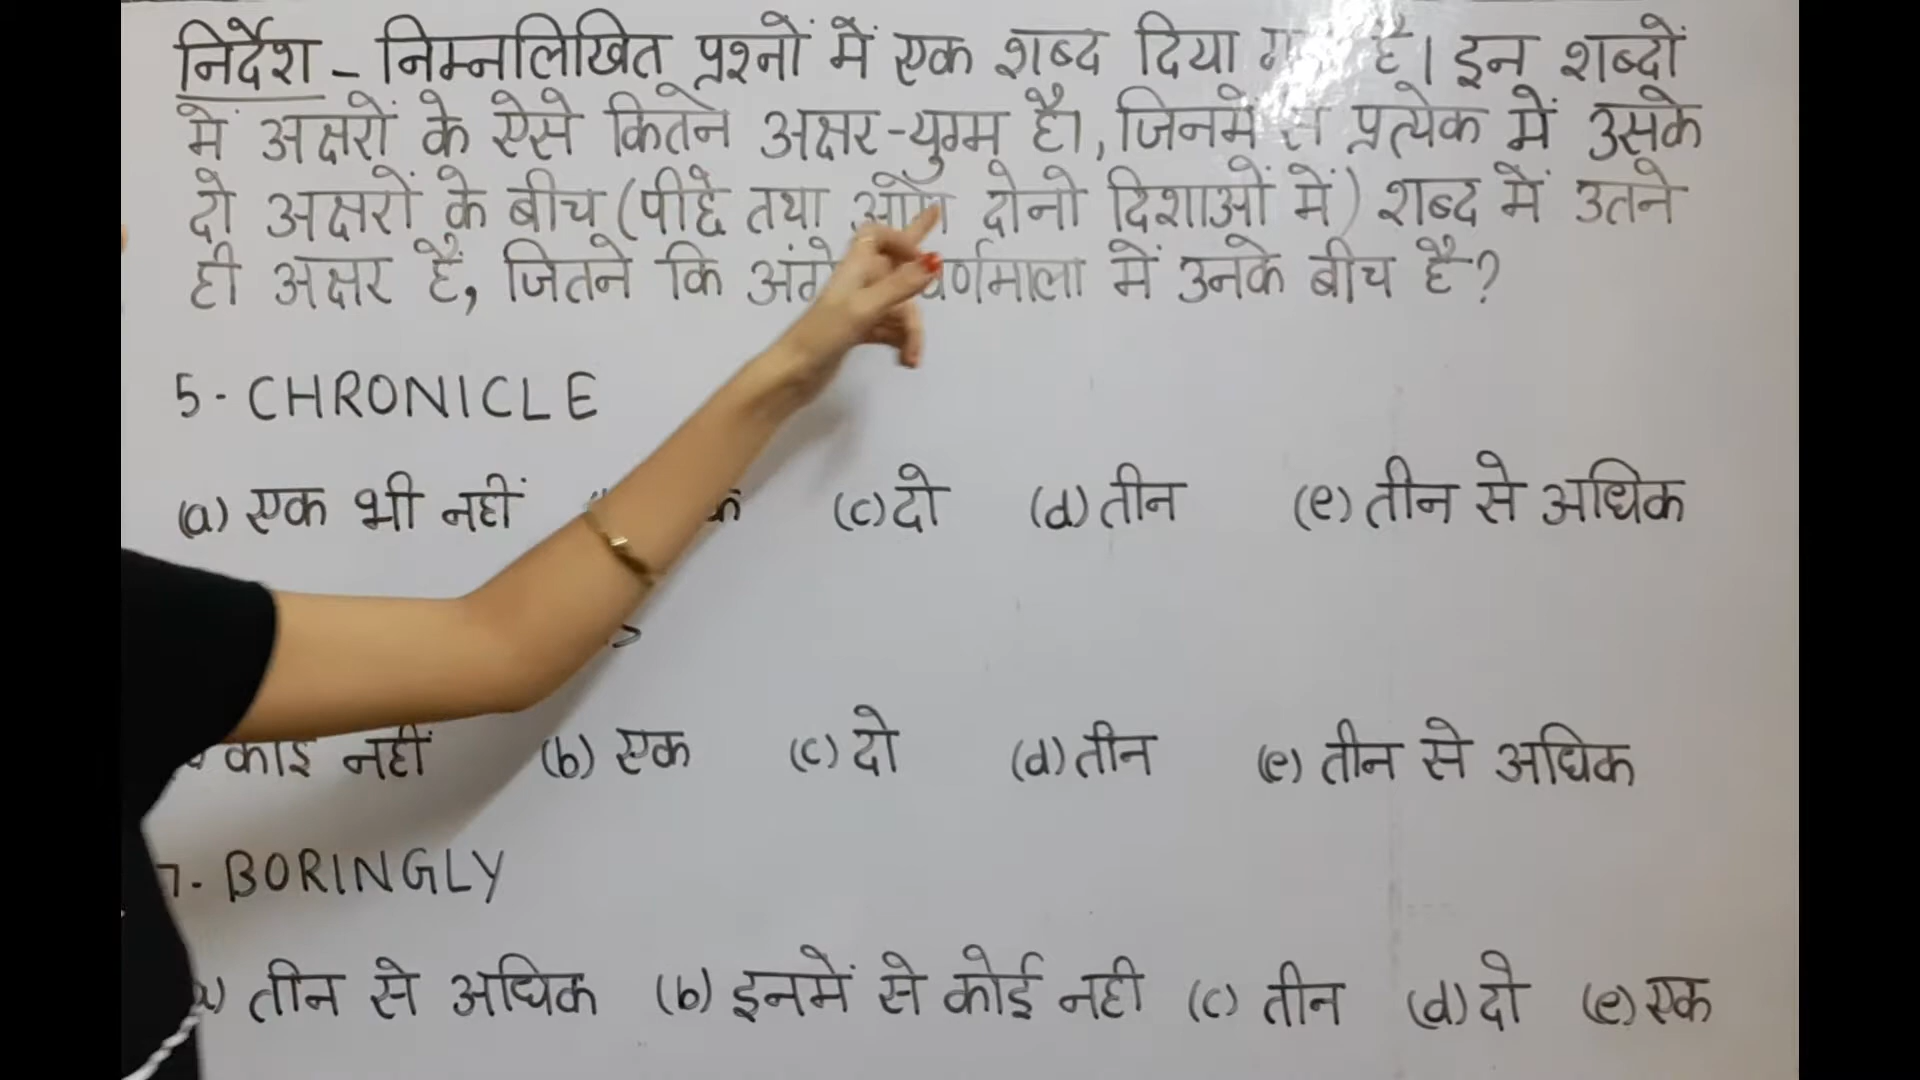 निर्देश - निम्नलिखित प्रश्नों में एक शब्द दिया है। इन शब्दों
में अक्षरों के ऐसे कितने अक्षर-युग्म है, जिनमें प्रत्येक में उसके
दो अक्षरों के बीच (पीछे तथा दोनो दिशाओं में) शब्द में उतने
ही अक्षर हैं, जितने कि वर्णमाला में उनके बीच है?
5- CHRONICLE
(a) एक भी नहीं (c) दो (d) तीन (e) तीन से अधिक
नहीं (b) एक (c) दो (d) तीन (e) तीन से अधिक
7- BORINGLY
तीन से अधिक (b) इनमें से कोई नही (c) तीन (d) दो (e) एक